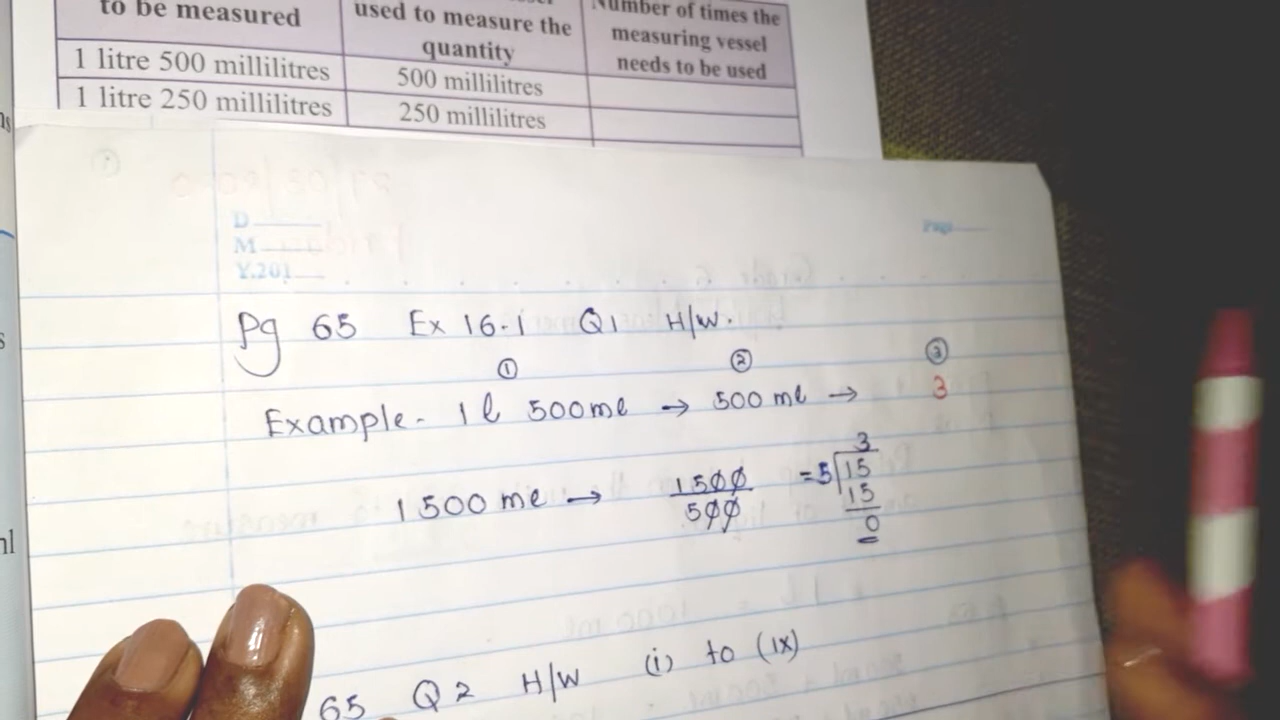 to be measured used to measure the quantity Number of times the measuring vessel needs to be used
1 litre 500 millilitres 500 millilitres
1 litre 250 millilitres 250 millilitres
D
M
Y.201
Page
Pg 65 Ex 16.1 Q1 H/W.
① ② ③
Example - 1 l 500ml → 500 ml → 3
3
1500 ml → 1500/500 = 5 15
15
0
65 Q2 H/W (i) to (ix)